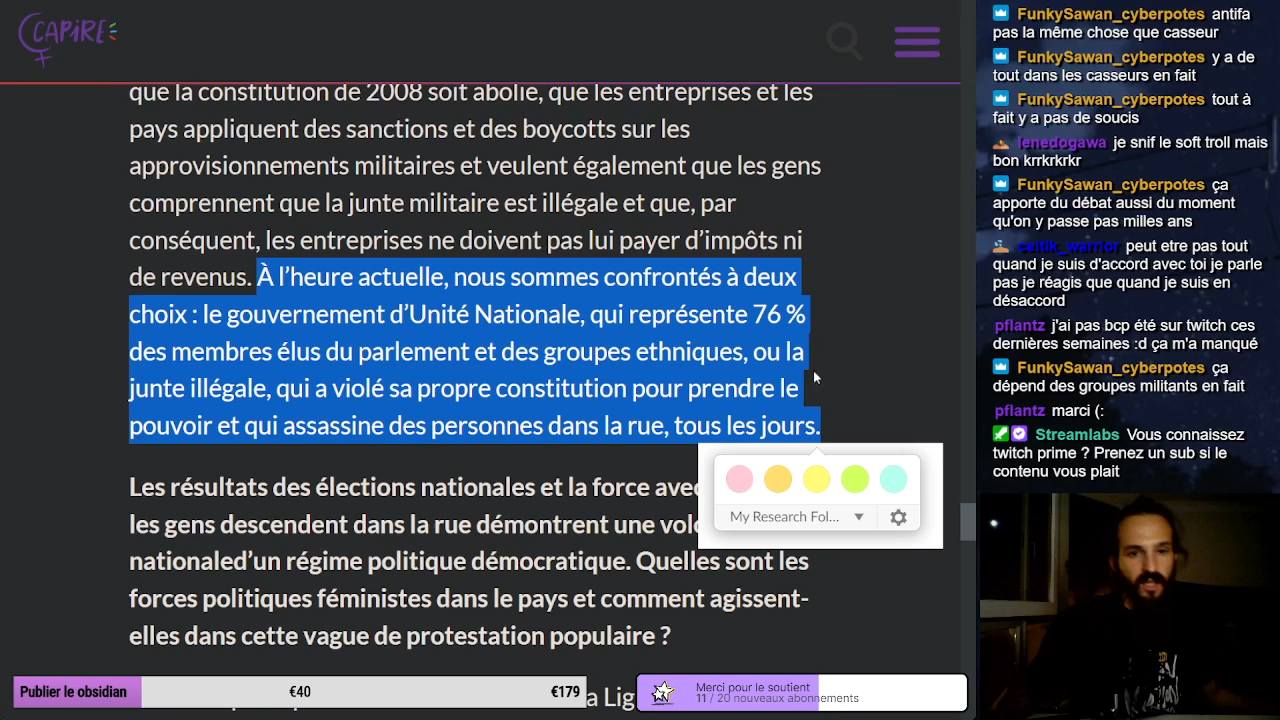 CAPIRE
que la constitution de 2008 soit abolie, que les entreprises et les
pays appliquent des sanctions et des boycotts sur les
approvisionnements militaires et veulent également que les gens
comprennent que la junte militaire est illégale et que, par
conséquent, les entreprises ne doivent pas lui payer d’impôts ni
de revenus. À l’heure actuelle, nous sommes confrontés à deux
choix : le gouvernement d’Unité Nationale, qui représente 76 %
des membres élus du parlement et des groupes ethniques, ou la
junte illégale, qui a violé sa propre constitution pour prendre le
pouvoir et qui assassine des personnes dans la rue, tous les jours.
My Research Fol...
Les résultats des élections nationales et la force avec
les gens descendent dans la rue démontrent une volo
nationaled’un régime politique démocratique. Quelles sont les
forces politiques féministes dans le pays et comment agissent-
elles dans cette vague de protestation populaire ?
a Lig
Publier le obsidian
€40
€179
Merci pour le soutient
11 / 20 nouveaux abonnements
FunkySawan_cyberpotes antifa
pas la même chose que casseur
FunkySawan_cyberpotes y a de
tout dans les casseurs en fait
FunkySawan_cyberpotes tout à
fait y a pas de soucis
lenedogawa je snif le soft troll mais
bon krrkrkrkr
FunkySawan_cyberpotes ça
apporte du débat aussi du moment
qu'on y passe pas milles ans
celtik_warrior peut etre pas tout
quand je suis d'accord avec toi je parle
pas je réagis que quand je suis en
désaccord
pflantz j'ai pas bcp été sur twitch ces
dernières semaines :d ça m'a manqué
FunkySawan_cyberpotes ça
dépend des groupes militants en fait
pflantz marci (:
Streamlabs Vous connaissez
twitch prime ? Prenez un sub si le
contenu vous plait